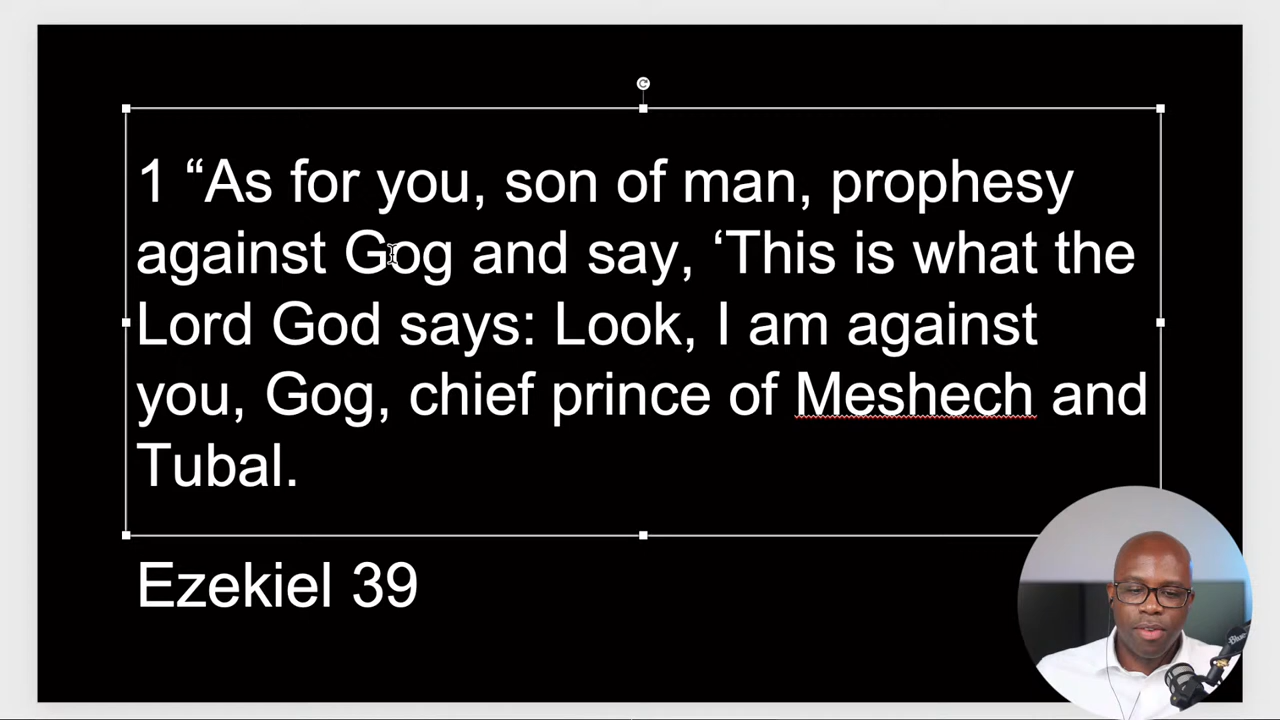 1 “As for you, son of man, prophesy
against Gog and say, ‘This is what the
Lord God says: Look, I am against
you, Gog, chief prince of Meshech and
Tubal.
Ezekiel 39
Blue